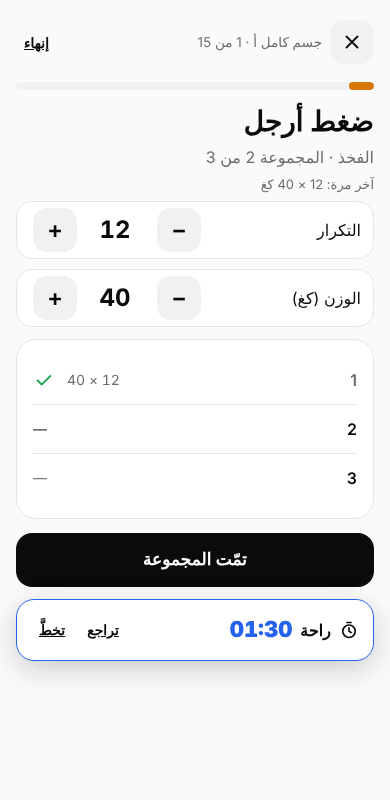 جسم كامل أ · 1 من 15
إنهاء
ضغط أرجل
الفخذ · المجموعة 2 من 3
آخر مرة: 12 × 40 كغ
التكرار
−
12
+
الوزن (كغ)
−
40
+
1
40 × 12
2
—
3
—
تمّت المجموعة
راحة
01:30
تراجع
تخطَّ